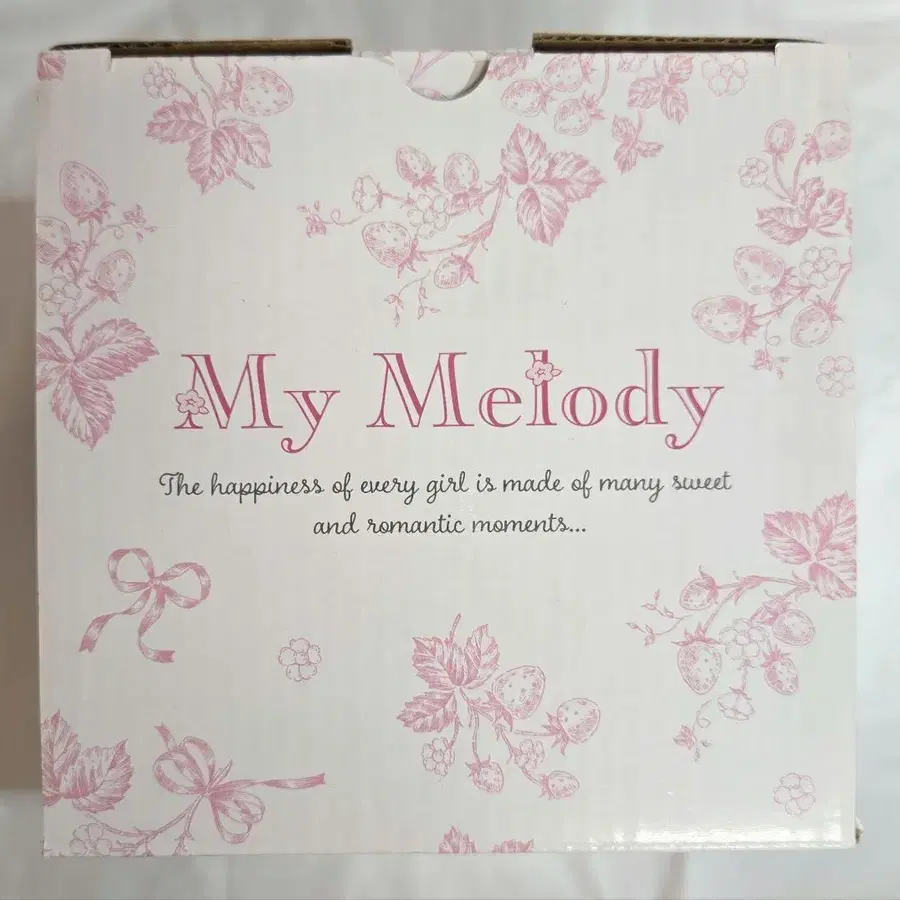 My Melody
The happiness of every girl is made of many sweet
and romantic moments...